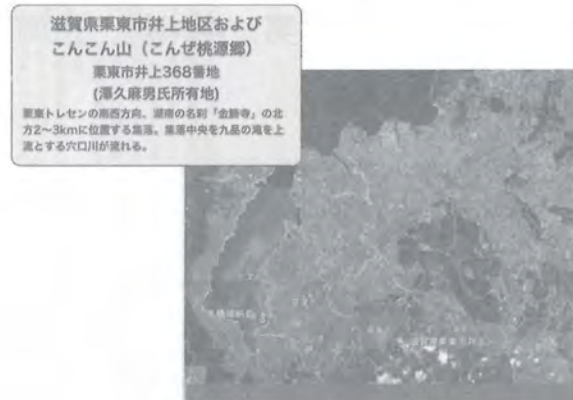 滋賀県栗東市井上地区および
こんこん山（こんぜ桃源郷）
栗東市井上368番地
(澤久麻男氏所有地)
栗東トレセンの南西方向、湖南の名刹「金勝寺」の北
方2〜3kmに位置する集落。集落中央を九品の滝を上
流とする穴口川が流れる。